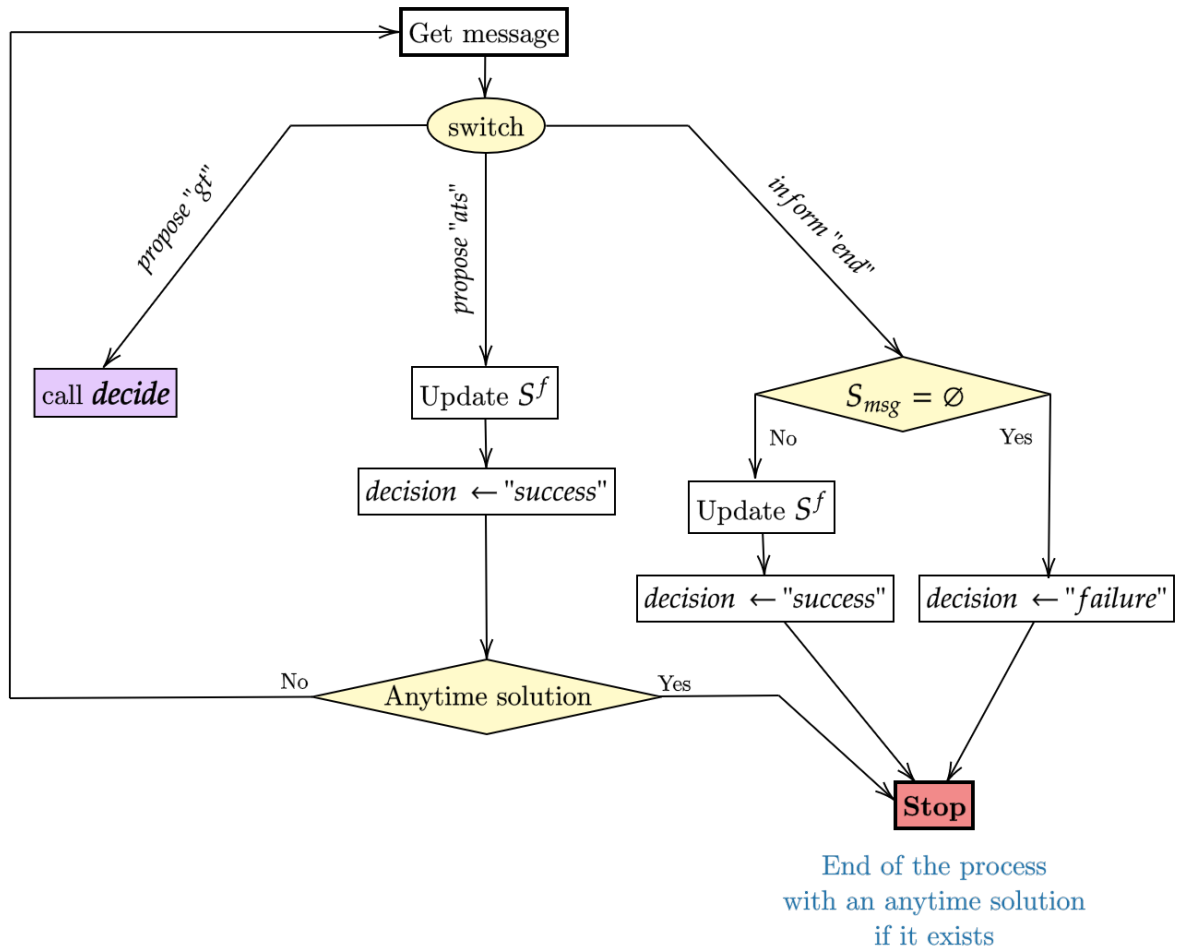 Get message
switch
propose "gt"
propose "ats"
inform "end"
call decide
Update S^f
S_msg = ∅
No
Yes
decision ← "success"
Update S^f
decision ← "success"
decision ← "failure"
No
Anytime solution
Yes
Stop
End of the process
with an anytime solution
if it exists